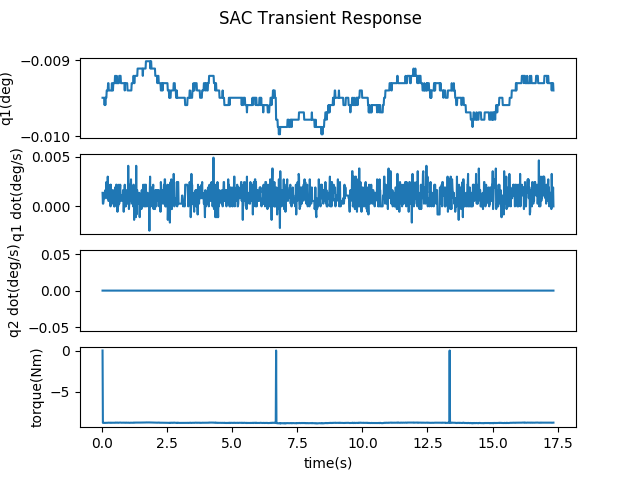 SAC Transient Response
−0.009
−0.010
q1(deg)
0.005
0.000
q1 dot(deg/s)
0.05
0.00
−0.05
q2 dot(deg/s)
0
−5
torque(Nm)
0.0 2.5 5.0 7.5 10.0 12.5 15.0 17.5
time(s)